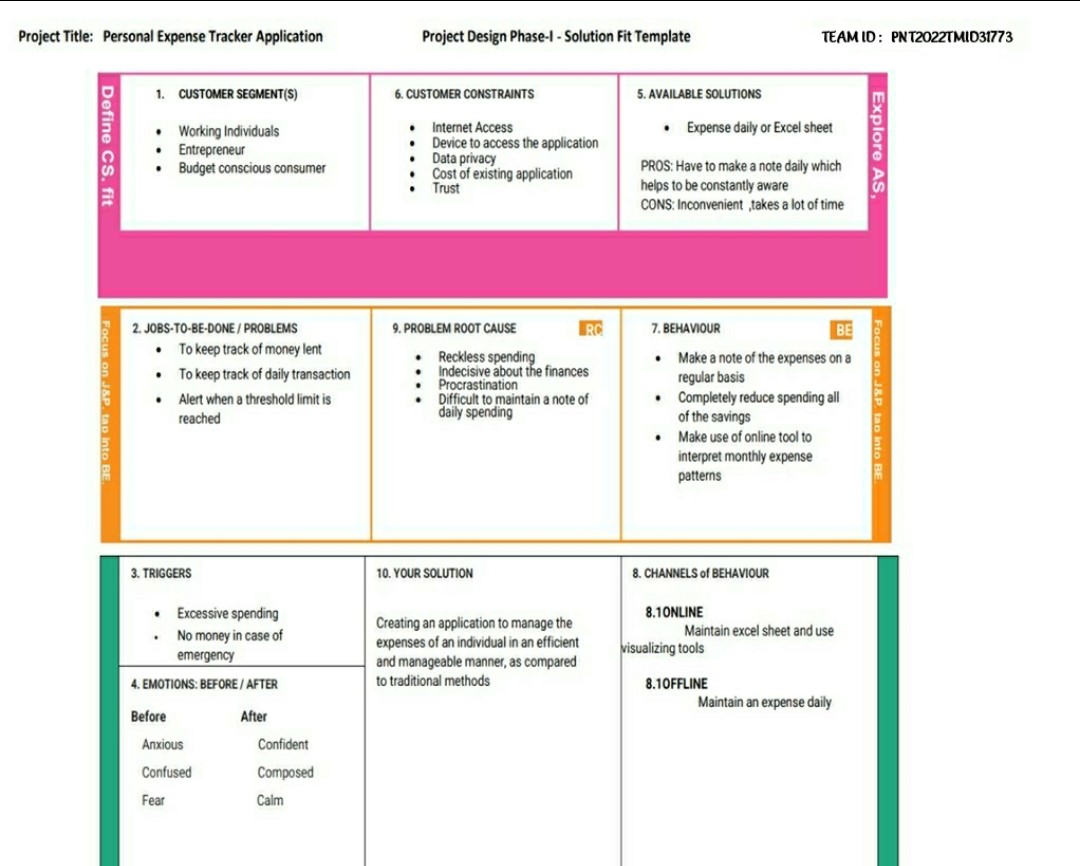 Project Title: Personal Expense Tracker Application
Project Design Phase-I - Solution Fit Template
TEAM ID : PNT2022TMID31773
Define CS, fit
1. CUSTOMER SEGMENT(S)
• Working Individuals
• Entrepreneur
• Budget conscious consumer
6. CUSTOMER CONSTRAINTS
• Internet Access
• Device to access the application
• Data privacy
• Cost of existing application
• Trust
5. AVAILABLE SOLUTIONS
• Expense daily or Excel sheet
PROS: Have to make a note daily which
helps to be constantly aware
CONS: Inconvenient ,takes a lot of time
Explore AS,
Focus on J&P, tap into BE,
2. JOBS-TO-BE-DONE / PROBLEMS
• To keep track of money lent
• To keep track of daily transaction
• Alert when a threshold limit is
reached
9. PROBLEM ROOT CAUSE
RC
• Reckless spending
• Indecisive about the finances
• Procrastination
• Difficult to maintain a note of
daily spending
7. BEHAVIOUR
BE
• Make a note of the expenses on a
regular basis
• Completely reduce spending all
of the savings
• Make use of online tool to
interpret monthly expense
patterns
Focus on J&P, tap into BE,
3. TRIGGERS
• Excessive spending
• No money in case of
emergency
4. EMOTIONS: BEFORE / AFTER
Before After
Anxious Confident
Confused Composed
Fear Calm
10. YOUR SOLUTION
Creating an application to manage the
expenses of an individual in an efficient
and manageable manner, as compared
to traditional methods
8. CHANNELS of BEHAVIOUR
8.1ONLINE
Maintain excel sheet and use
visualizing tools
8.1OFFLINE
Maintain an expense daily